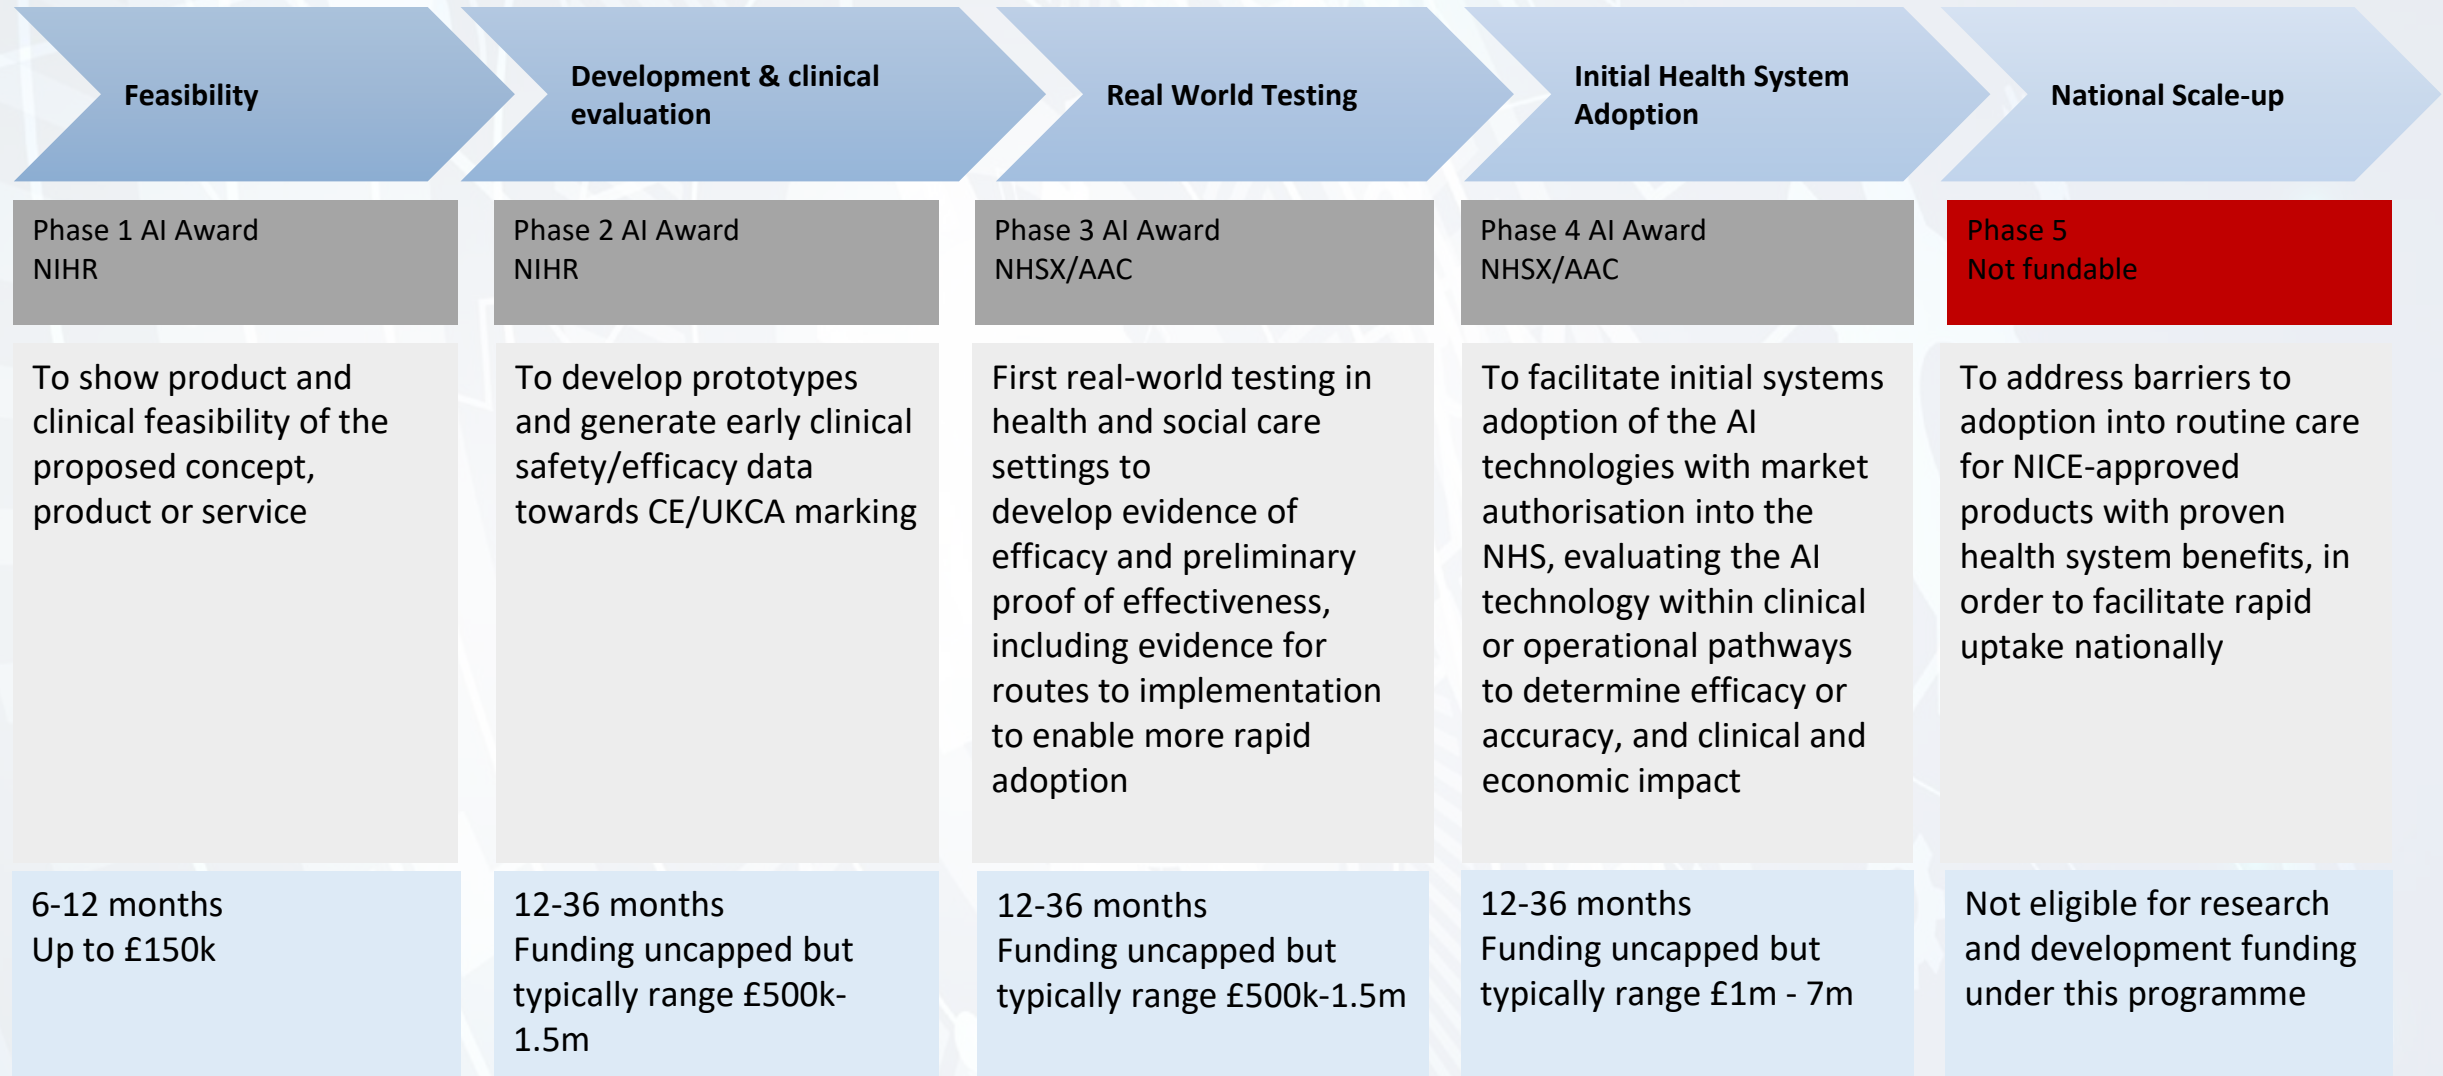 Feasibility
Development & clinical
evaluation
Real World Testing
Initial Health System
Adoption
National Scale-up
Phase 1 AI Award
NIHR
Phase 2 AI Award
NIHR
Phase 3 AI Award
NHSX/AAC
Phase 4 AI Award
NHSX/AAC
Phase 5
Not fundable
To show product and
clinical feasibility of the
proposed concept,
product or service
To develop prototypes
and generate early clinical
safety/efficacy data
towards CE/UKCA marking
First real-world testing in
health and social care
settings to
develop evidence of
efficacy and preliminary
proof of effectiveness,
including evidence for
routes to implementation
to enable more rapid
adoption
To facilitate initial systems
adoption of the AI
technologies with market
authorisation into the
NHS, evaluating the AI
technology within clinical
or operational pathways
to determine efficacy or
accuracy, and clinical and
economic impact
To address barriers to
adoption into routine care
for NICE-approved
products with proven
health system benefits, in
order to facilitate rapid
uptake nationally
6-12 months
Up to £150k
12-36 months
Funding uncapped but
typically range £500k-
1.5m
12-36 months
Funding uncapped but
typically range £500k-1.5m
12-36 months
Funding uncapped but
typically range £1m - 7m
Not eligible for research
and development funding
under this programme